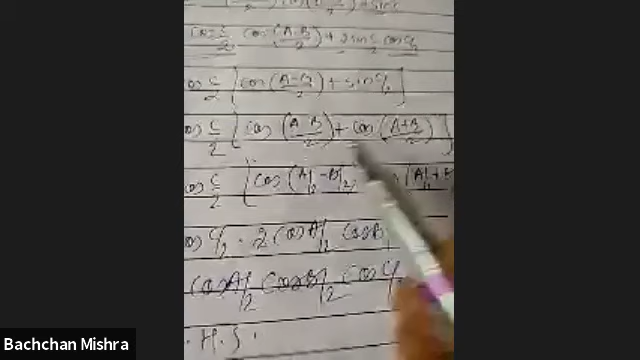 cos C/2 cos (A-B/2) + 2 sin C/2 cos C/2
cos C/2 [cos (A-B/2) + sin C/2]
cos C/2 [cos (A-B/2) + cos (A+B/2)]
cos C/2 [cos (A/2 - B/2) cos (A/2 + B
cos C/2 . 2 cos A/2 cos B/
cos A/2 cos B/2 cos C/
. H.S.
Bachchan Mishra